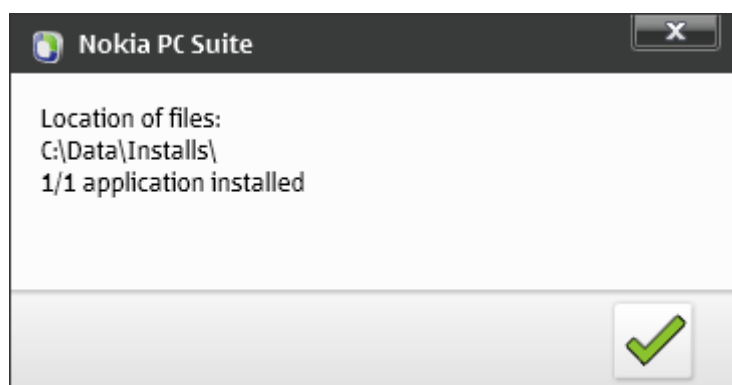 Nokia PC Suite
Location of files:
C:\Data\Installs\
1/1 application installed